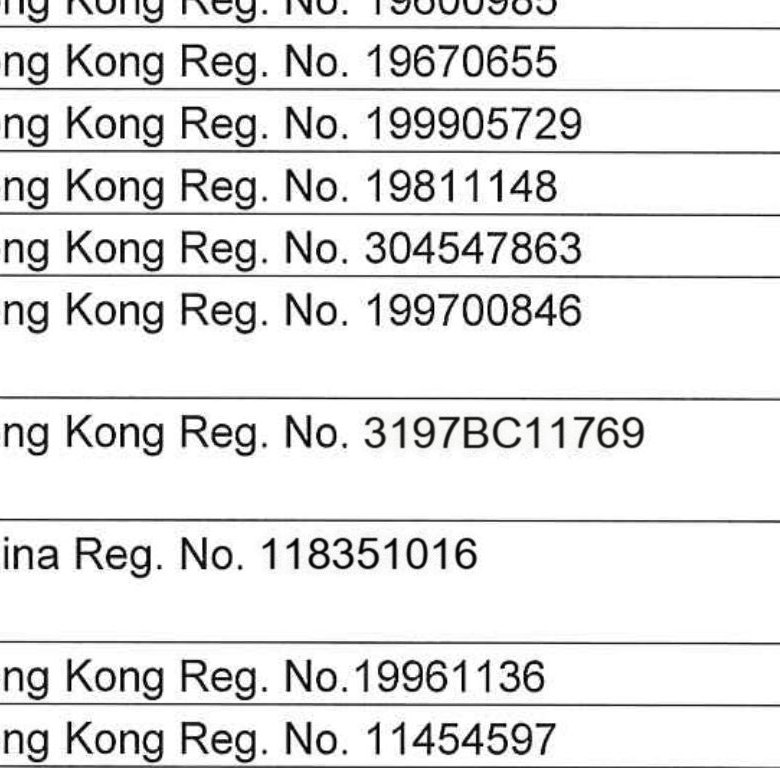 ng Kong Reg. No. 19600985
ng Kong Reg. No. 19670655
ng Kong Reg. No. 199905729
ng Kong Reg. No. 19811148
ng Kong Reg. No. 304547863
ng Kong Reg. No. 199700846
ng Kong Reg. No. 3197BC11769
ina Reg. No. 118351016
ng Kong Reg. No.19961136
ng Kong Reg. No. 11454597